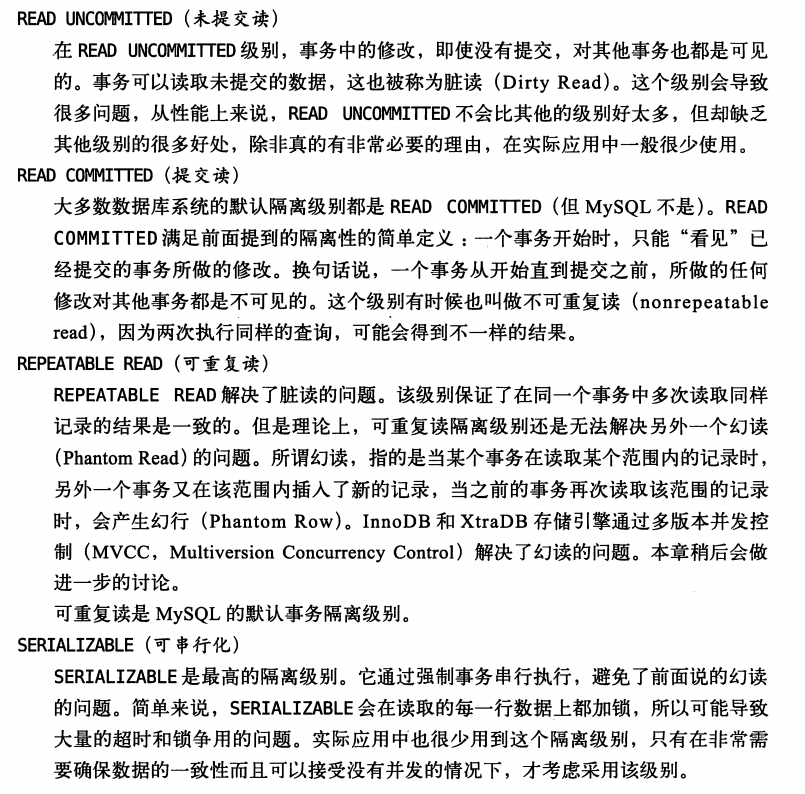 READ UNCOMMITTED（未提交读）
在 READ UNCOMMITTED 级别，事务中的修改，即使没有提交，对其他事务也都是可见
的。事务可以读取未提交的数据，这也被称为脏读（Dirty Read）。这个级别会导致
很多问题，从性能上来说，READ UNCOMMITTED 不会比其他的级别好太多，但却缺乏
其他级别的很多好处，除非真的有非常必要的理由，在实际应用中一般很少使用。
READ COMMITTED（提交读）
大多数数据库系统的默认隔离级别都是 READ COMMITTED（但 MySQL 不是）。READ
COMMITTED 满足前面提到的隔离性的简单定义：一个事务开始时，只能“看见”已
经提交的事务所做的修改。换句话说，一个事务从开始直到提交之前，所做的任何
修改对其他事务都是不可见的。这个级别有时候也叫做不可重复读（nonrepeatable
read），因为两次执行同样的查询，可能会得到不一样的结果。
REPEATABLE READ（可重复读）
REPEATABLE READ 解决了脏读的问题。该级别保证了在同一个事务中多次读取同样
记录的结果是一致的。但是理论上，可重复读隔离级别还是无法解决另外一个幻读
（Phantom Read）的问题。所谓幻读，指的是当某个事务在读取某个范围内的记录时，
另外一个事务又在该范围内插入了新的记录，当之前的事务再次读取该范围的记录
时，会产生幻行（Phantom Row）。InnoDB 和 XtraDB 存储引擎通过多版本并发控
制（MVCC，Multiversion Concurrency Control）解决了幻读的问题。本章稍后会做
进一步的讨论。
可重复读是 MySQL 的默认事务隔离级别。
SERIALIZABLE（可串行化）
SERIALIZABLE 是最高的隔离级别。它通过强制事务串行执行，避免了前面说的幻读
的问题。简单来说，SERIALIZABLE 会在读取的每一行数据上都加锁，所以可能导致
大量的超时和锁争用的问题。实际应用中也很少用到这个隔离级别，只有在非常需
要确保数据的一致性而且可以接受没有并发的情况下，才考虑采用该级别。